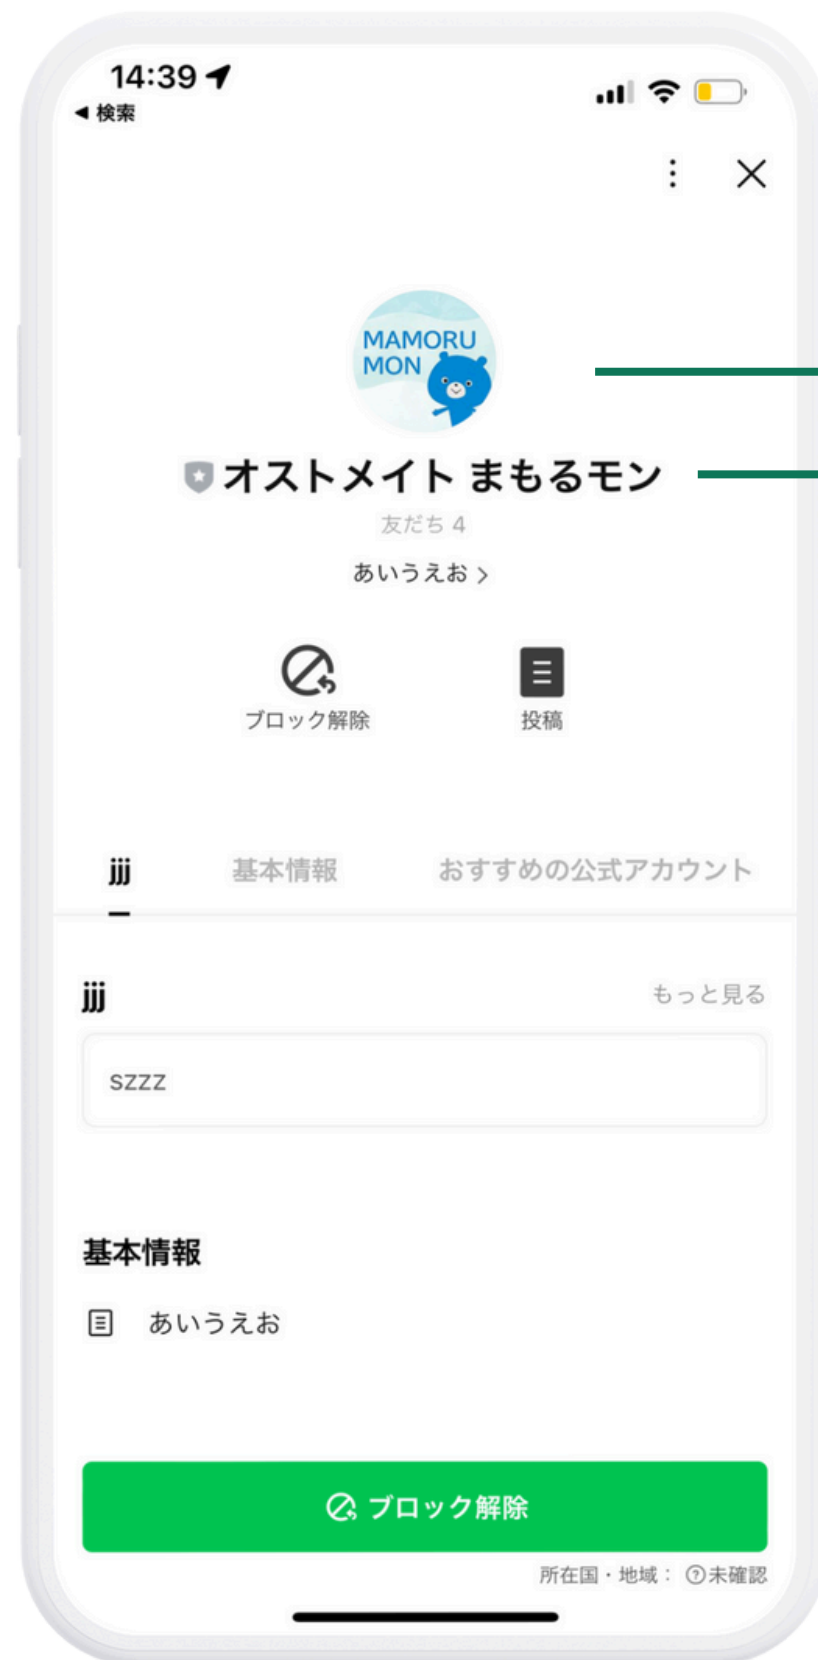 14:39
◀ 検索
MAMORU
MON
オストメイト まもるモン
友だち 4
あいうえお >
ブロック解除
投稿
jjj
基本情報
おすすめの公式アカウント
jjj
もっと見る
szzz
基本情報
あいうえお
ブロック解除
所在国・地域： ?未確認